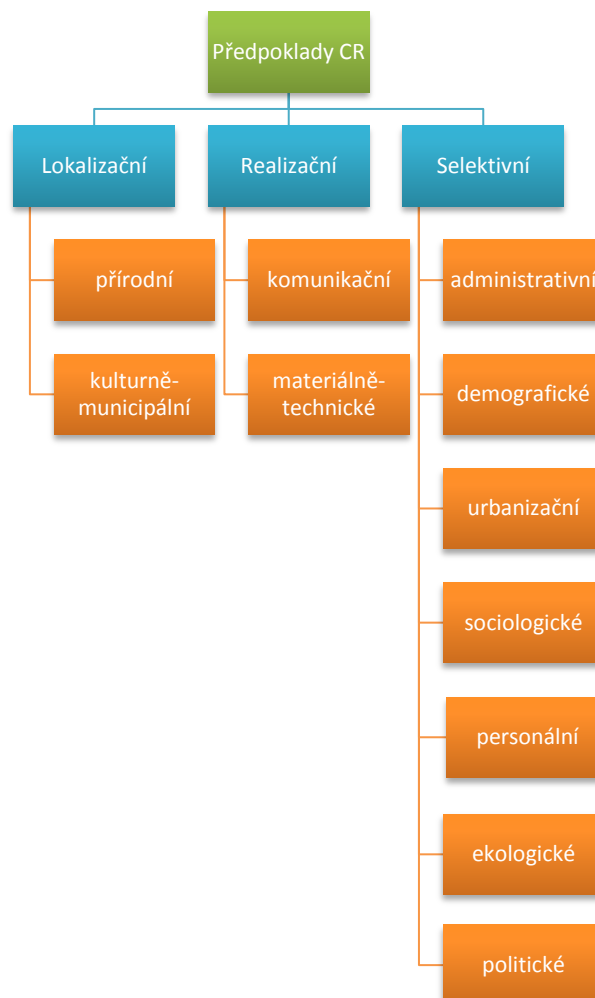 Předpoklady CR
Lokalizační
přírodní
kulturně-
municipální
Realizační
komunikační
materiálně-
technické
Selektivní
administrativní
demografické
urbanizační
sociologické
personální
ekologické
politické